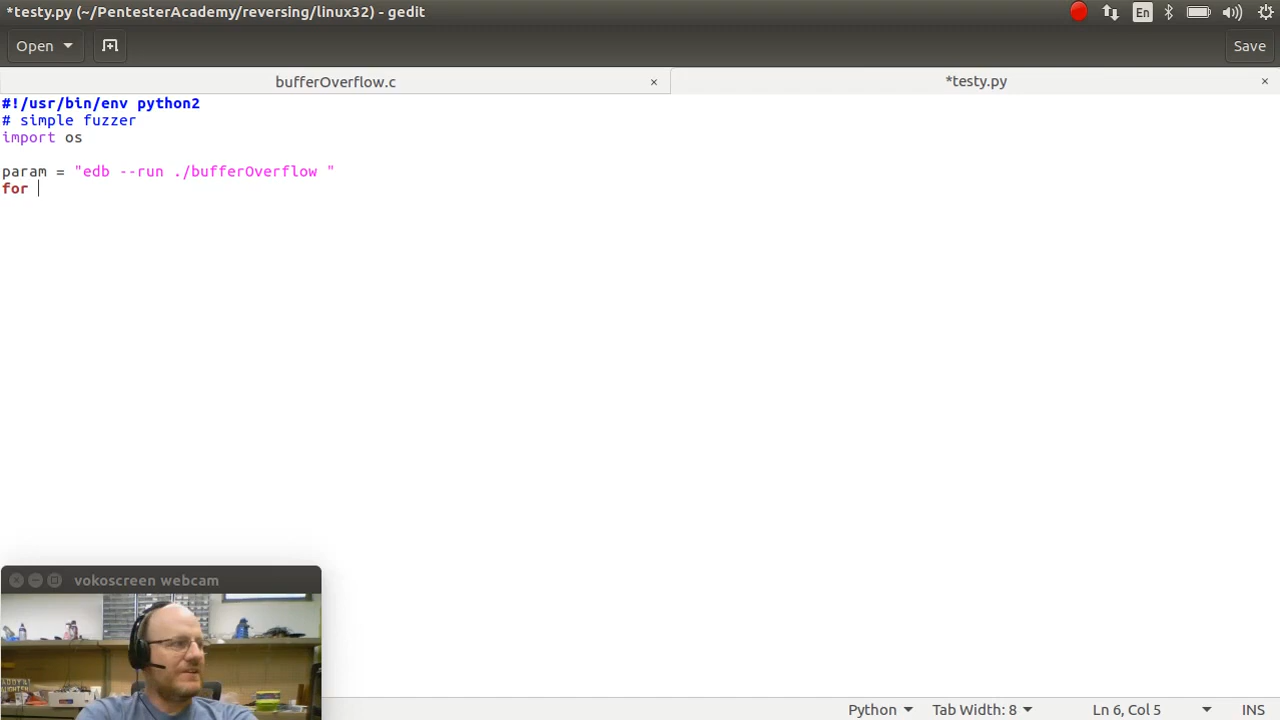 *testy.py (~/PentesterAcademy/reversing/linux32) - gedit
En
Open
Save
bufferOverflow.c
*testy.py
#!/usr/bin/env python2
# simple fuzzer
import os
param = "edb --run ./bufferOverflow "
for
vokoscreen webcam
Python
Tab Width: 8
Ln 6, Col 5
INS